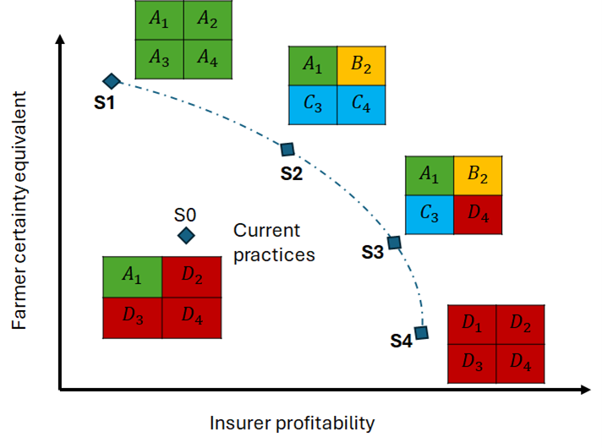 A₁ A₂
A₃ A₄
S1
A₁ B₂
C₃ C₄
S2
A₁ B₂
C₃ D₄
S3
S0
Current
practices
A₁ D₂
D₃ D₄
D₁ D₂
D₃ D₄
S4
Farmer certainty equivalent
Insurer profitability